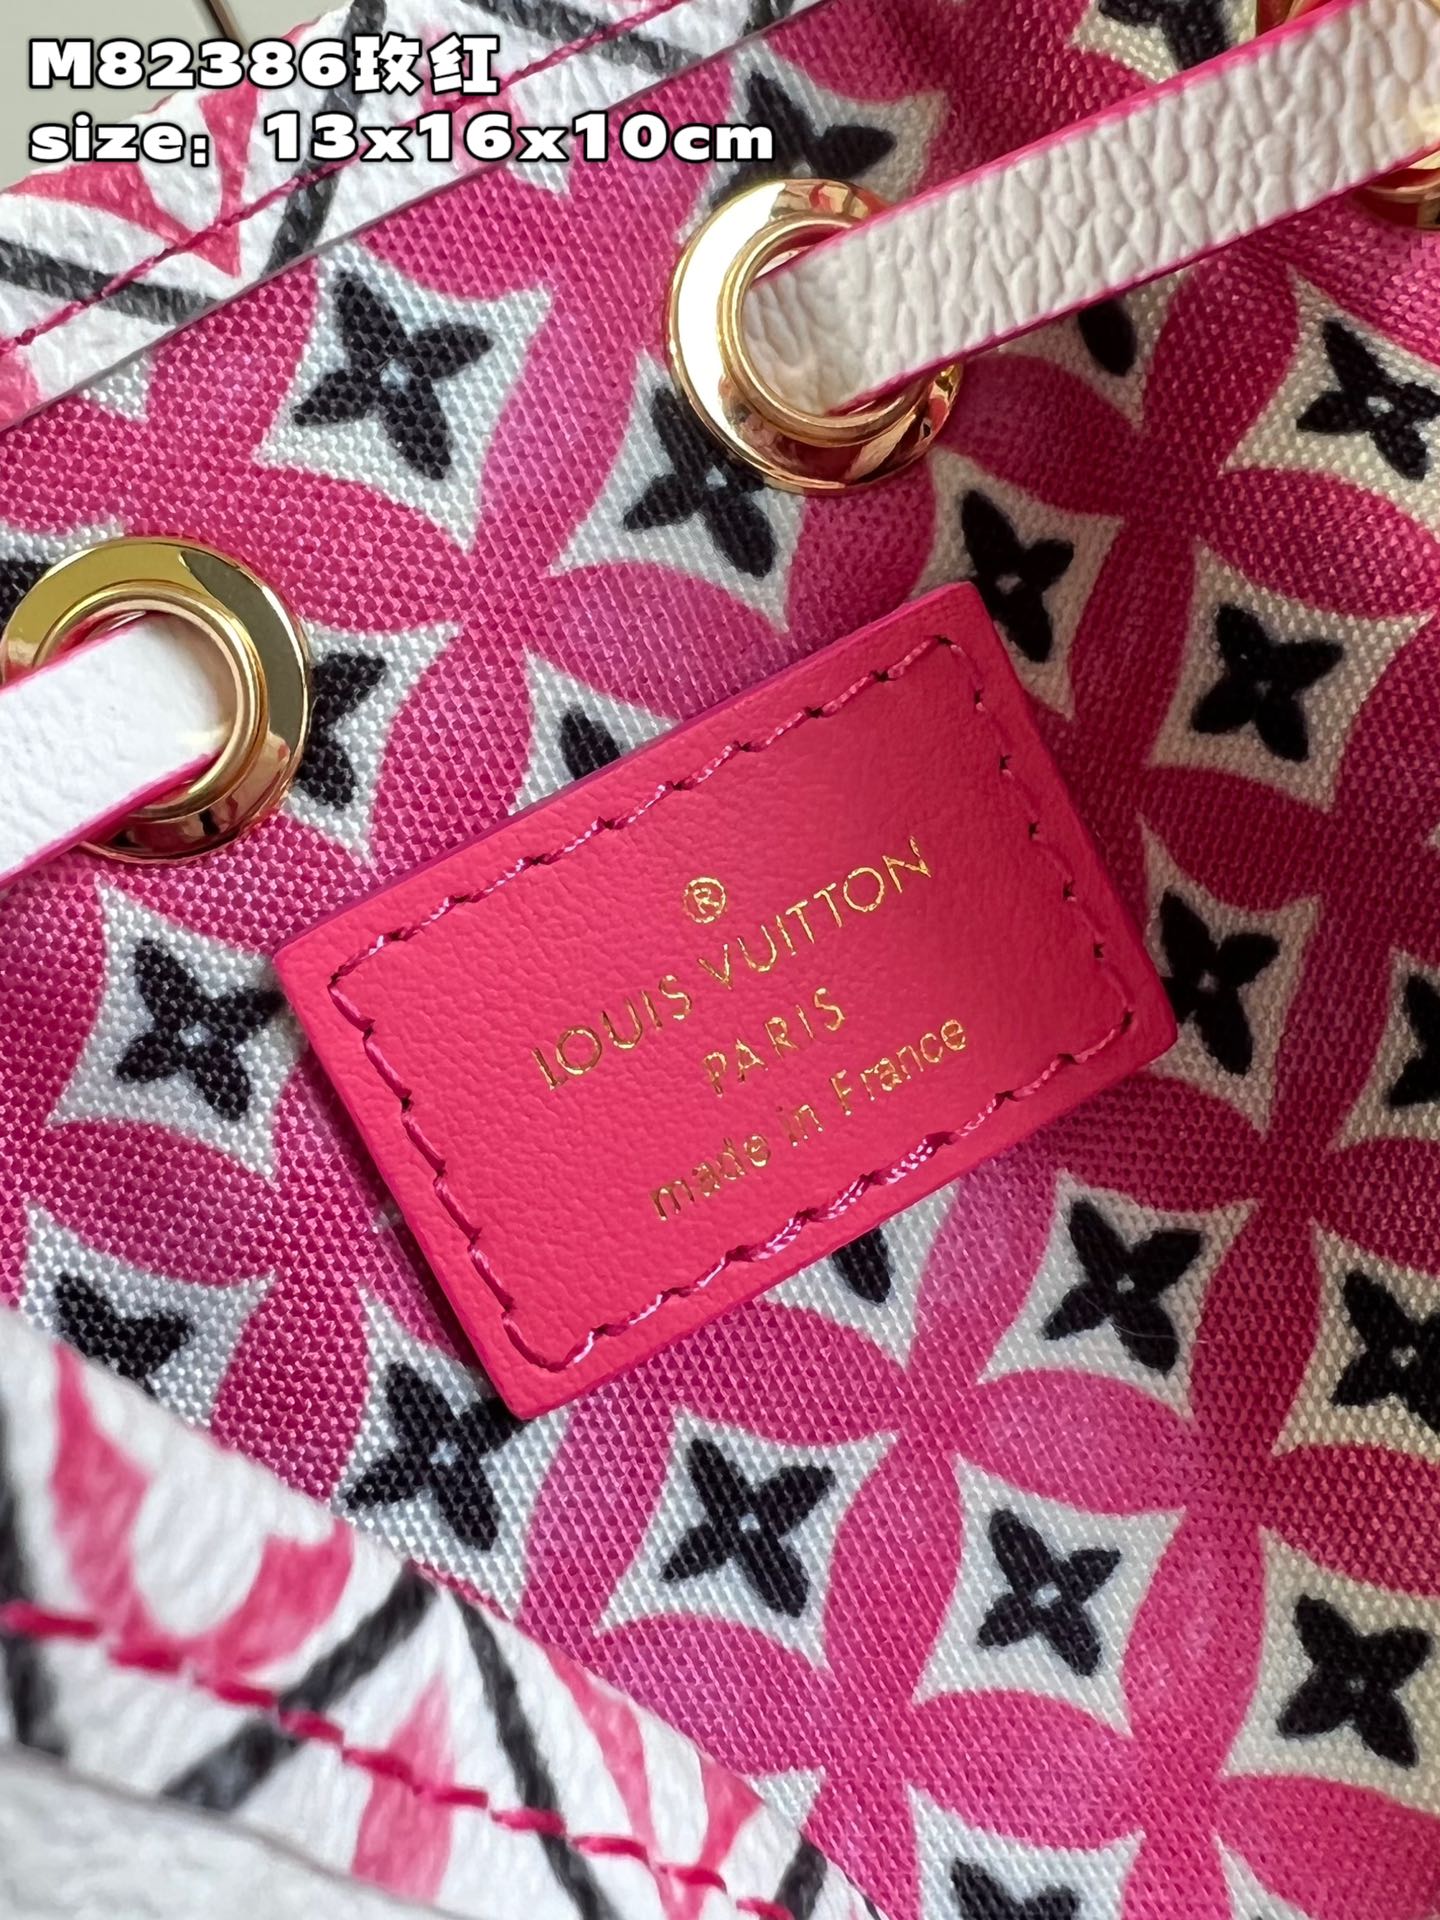 M82386玫红
size：13x16x10cm
®
LOUIS VUITTON
PARIS
made in France